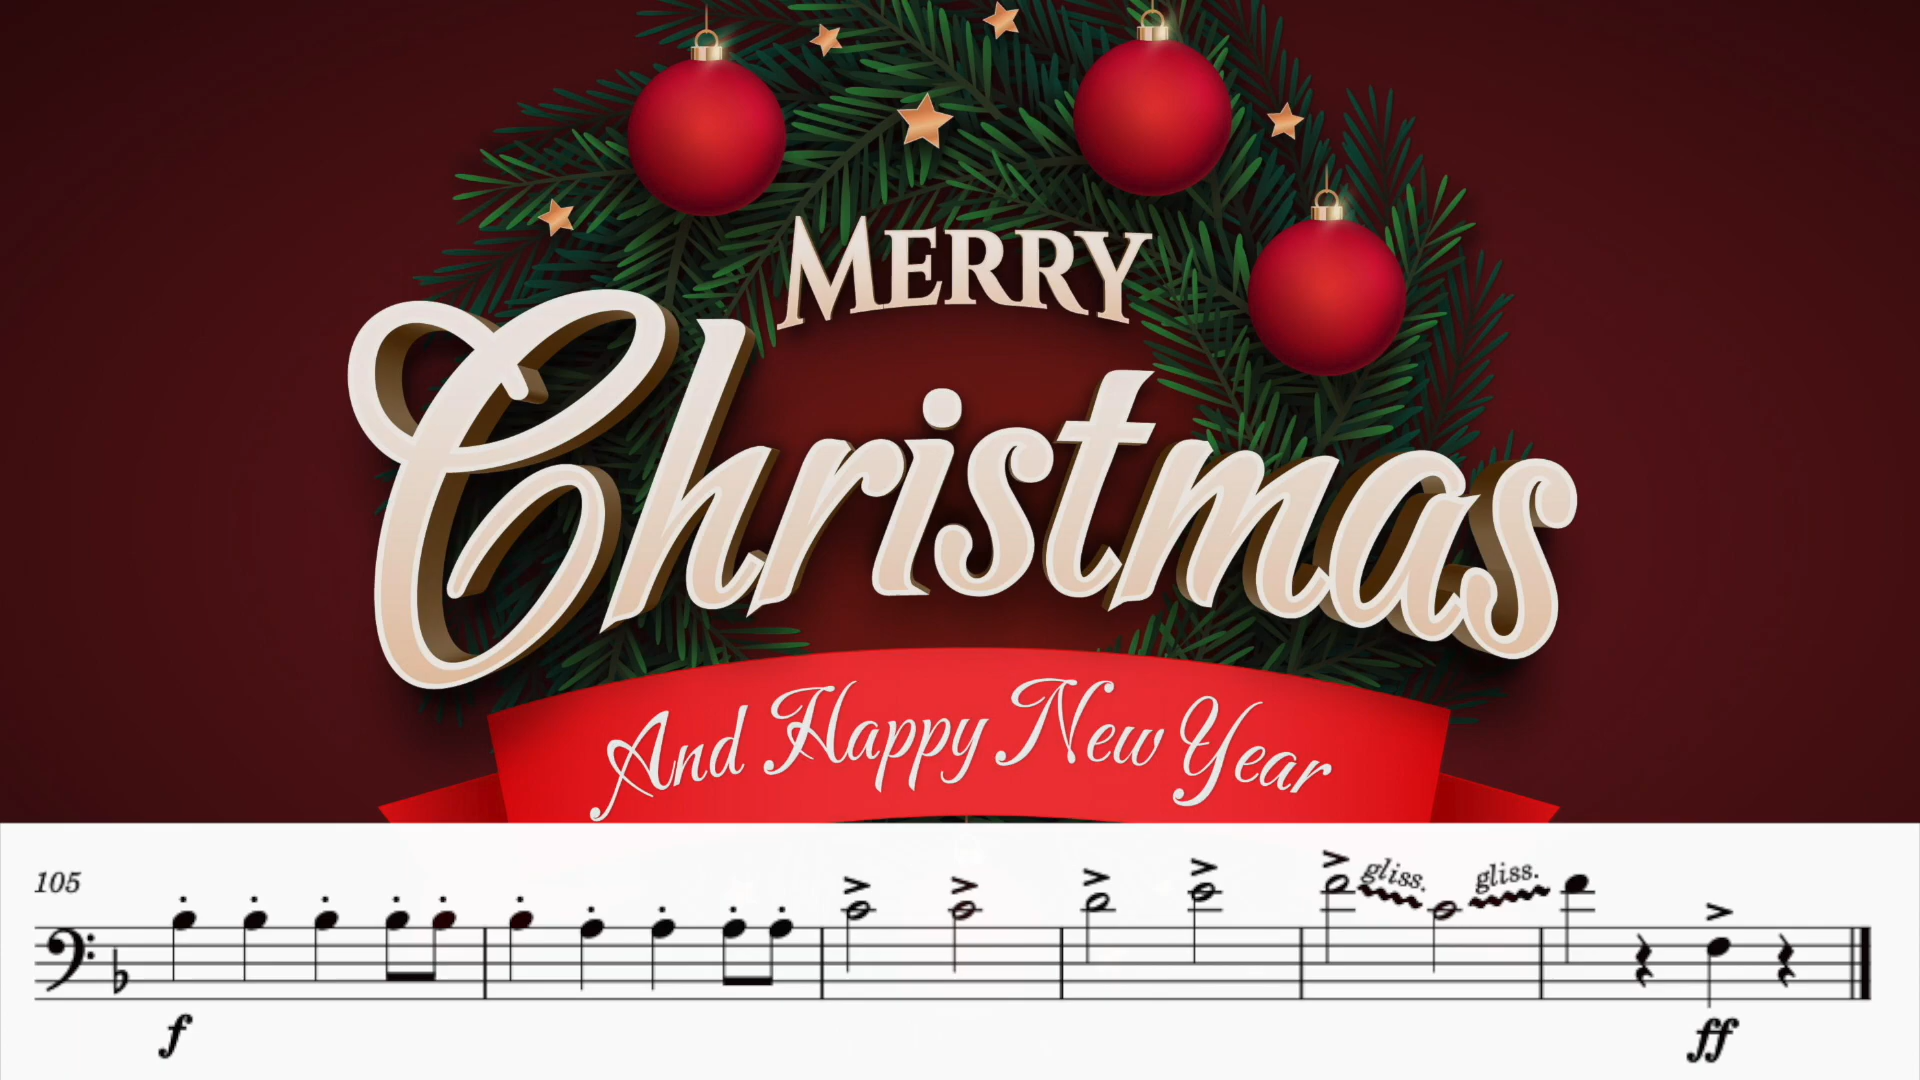 MERRY
Christmas
And Happy New Year
105
gliss. gliss.
f ff